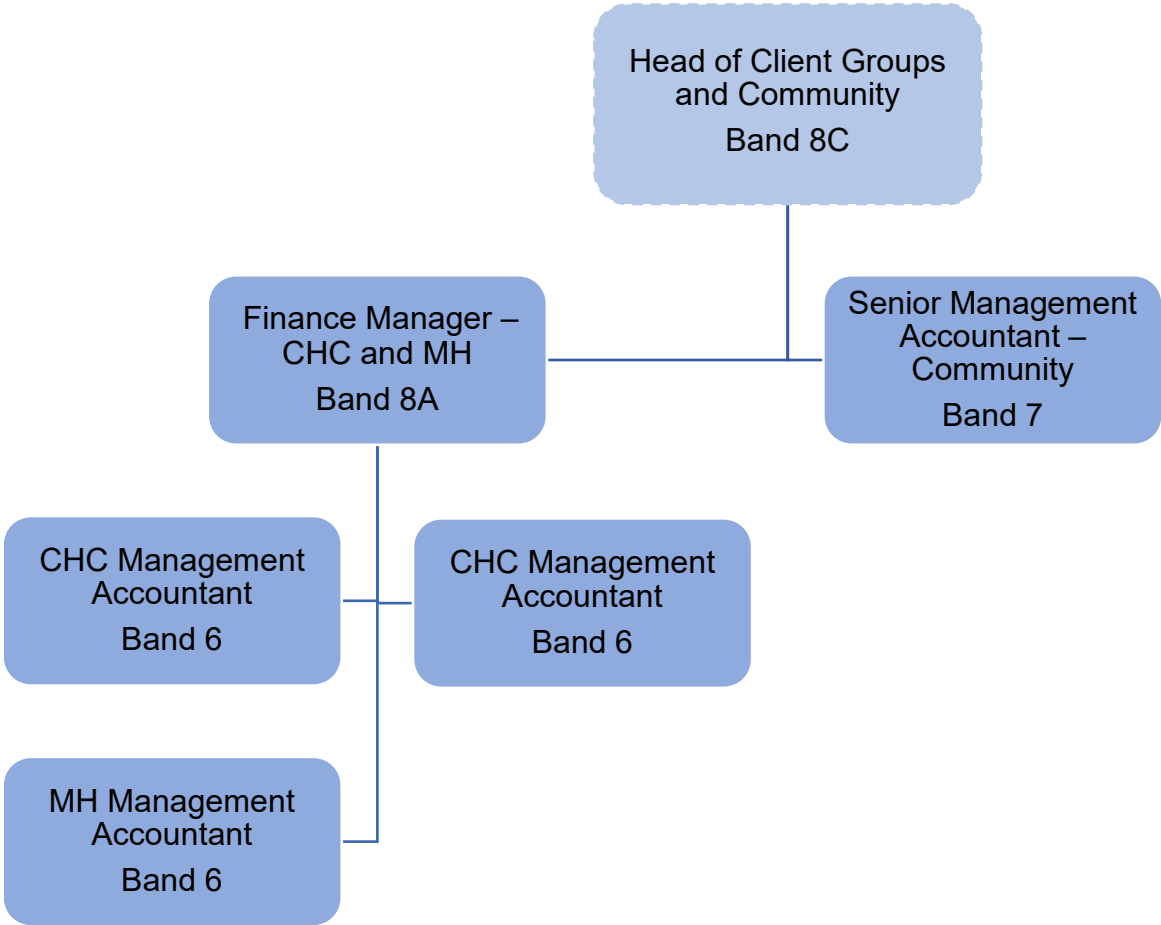 Head of Client Groups
and Community
Band 8C
Finance Manager –
CHC and MH
Band 8A
Senior Management
Accountant –
Community
Band 7
CHC Management
Accountant
Band 6
CHC Management
Accountant
Band 6
MH Management
Accountant
Band 6